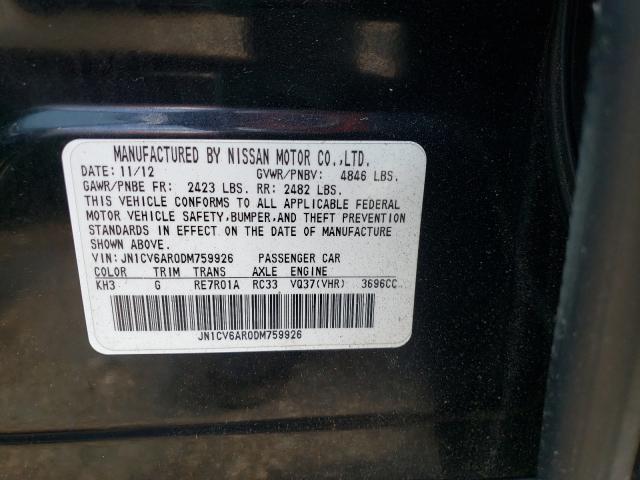 MANUFACTURED BY NISSAN MOTOR CO.,LTD.
DATE: 11/12 GVWR/PNBV: 4846 LBS.
GAWR/PNBE FR: 2423 LBS. RR: 2482 LBS.
THIS VEHICLE CONFORMS TO ALL APPLICABLE FEDERAL
MOTOR VEHICLE SAFETY,BUMPER,AND THEFT PREVENTION
STANDARDS IN EFFECT ON THE DATE OF MANUFACTURE
SHOWN ABOVE.
VIN: JN1CV6AR0DM759926 PASSENGER CAR
COLOR TRIM TRANS AXLE ENGINE
KH3 G RE7R01A RC33 VQ37(VHR) 3696CC
JN1CV6AR0DM759926